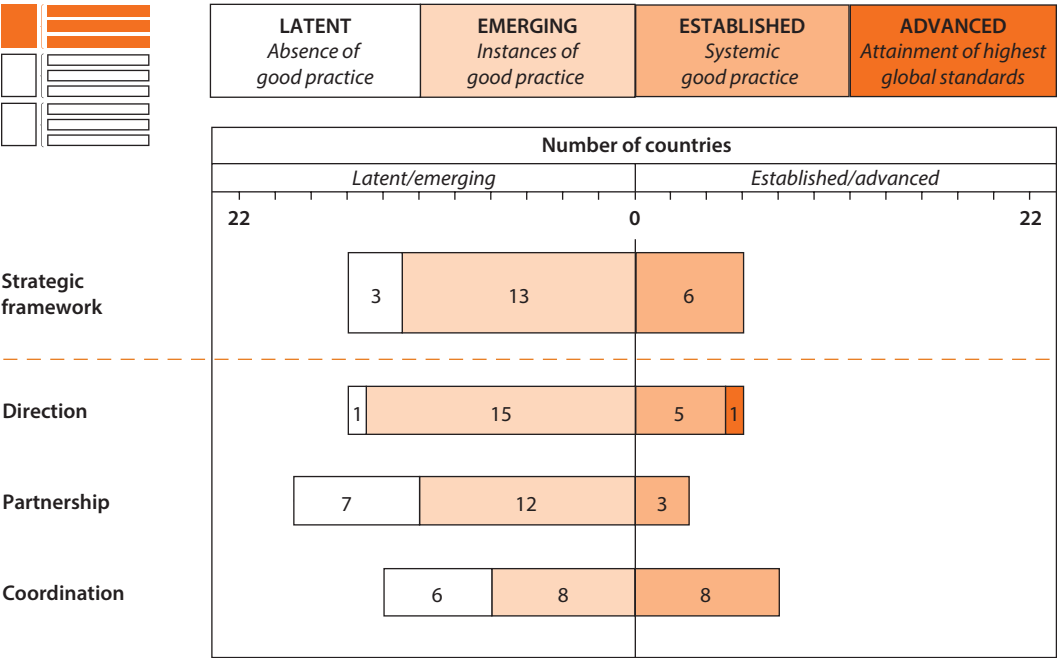 LATENT
Absence of
good practice
EMERGING
Instances of
good practice
ESTABLISHED
Systemic
good practice
ADVANCED
Attainment of highest
global standards
Number of countries
Latent/emerging
Established/advanced
22
0
22
Strategic
framework
3
13
6
Direction
1
15
5
1
Partnership
7
12
3
Coordination
6
8
8